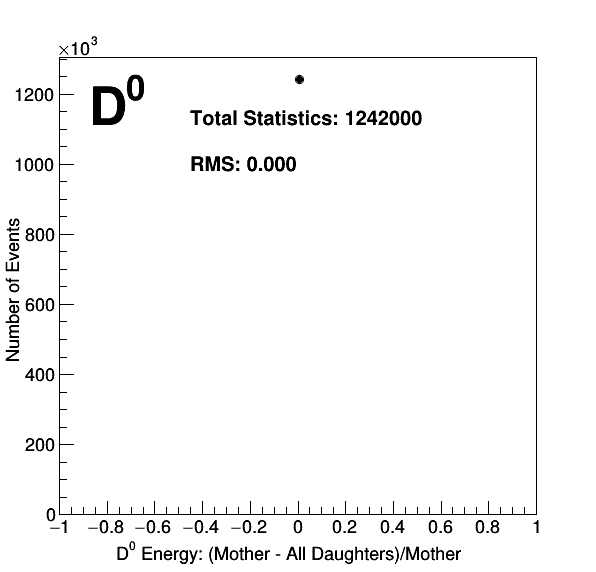 ×10³
D⁰
Total Statistics: 1242000
RMS: 0.000
1200
1000
800
600
400
200
0
Number of Events
−1 −0.8 −0.6 −0.4 −0.2 0 0.2 0.4 0.6 0.8 1
D⁰ Energy: (Mother - All Daughters)/Mother